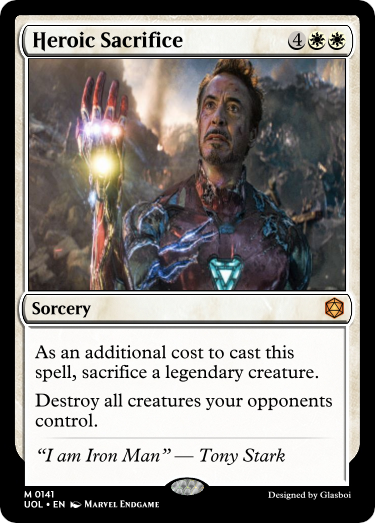 Heroic Sacrifice 4
Sorcery
As an additional cost to cast this
spell, sacrifice a legendary creature.
Destroy all creatures your opponents
control.
“I am Iron Man” — Tony Stark
M 0141
UOL • EN Marvel Endgame
Designed by Glasboi